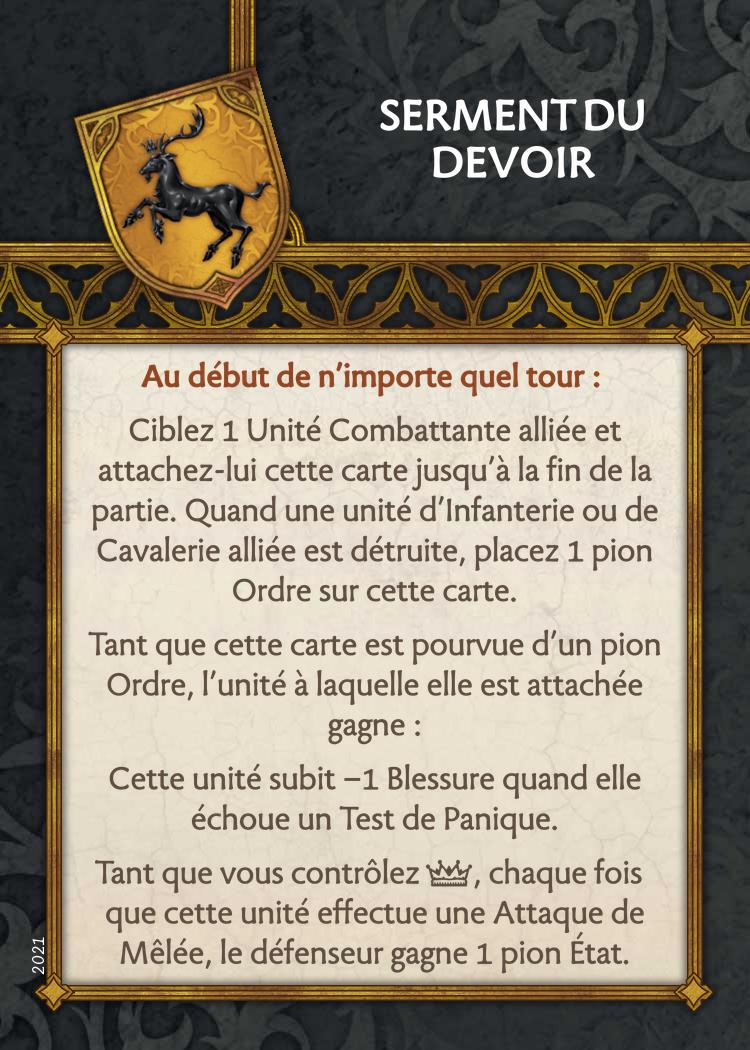 SERMENT DU
DEVOIR
Au début de n’importe quel tour :
Ciblez 1 Unité Combattante alliée et
attachez-lui cette carte jusqu’à la fin de la
partie. Quand une unité d’Infanterie ou de
Cavalerie alliée est détruite, placez 1 pion
Ordre sur cette carte.
Tant que cette carte est pourvue d’un pion
Ordre, l’unité à laquelle elle est attachée
gagne :
Cette unité subit –1 Blessure quand elle
échoue un Test de Panique.
Tant que vous contrôlez , chaque fois
que cette unité effectue une Attaque de
Mêlée, le défenseur gagne 1 pion État.
2021